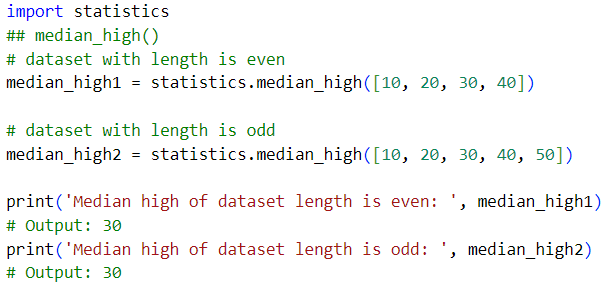 import statistics
## median_high()
# dataset with length is even
median_high1 = statistics.median_high([10, 20, 30, 40])
# dataset with length is odd
median_high2 = statistics.median_high([10, 20, 30, 40, 50])
print('Median high of dataset length is even: ', median_high1)
# Output: 30
print('Median high of dataset length is odd: ', median_high2)
# Output: 30